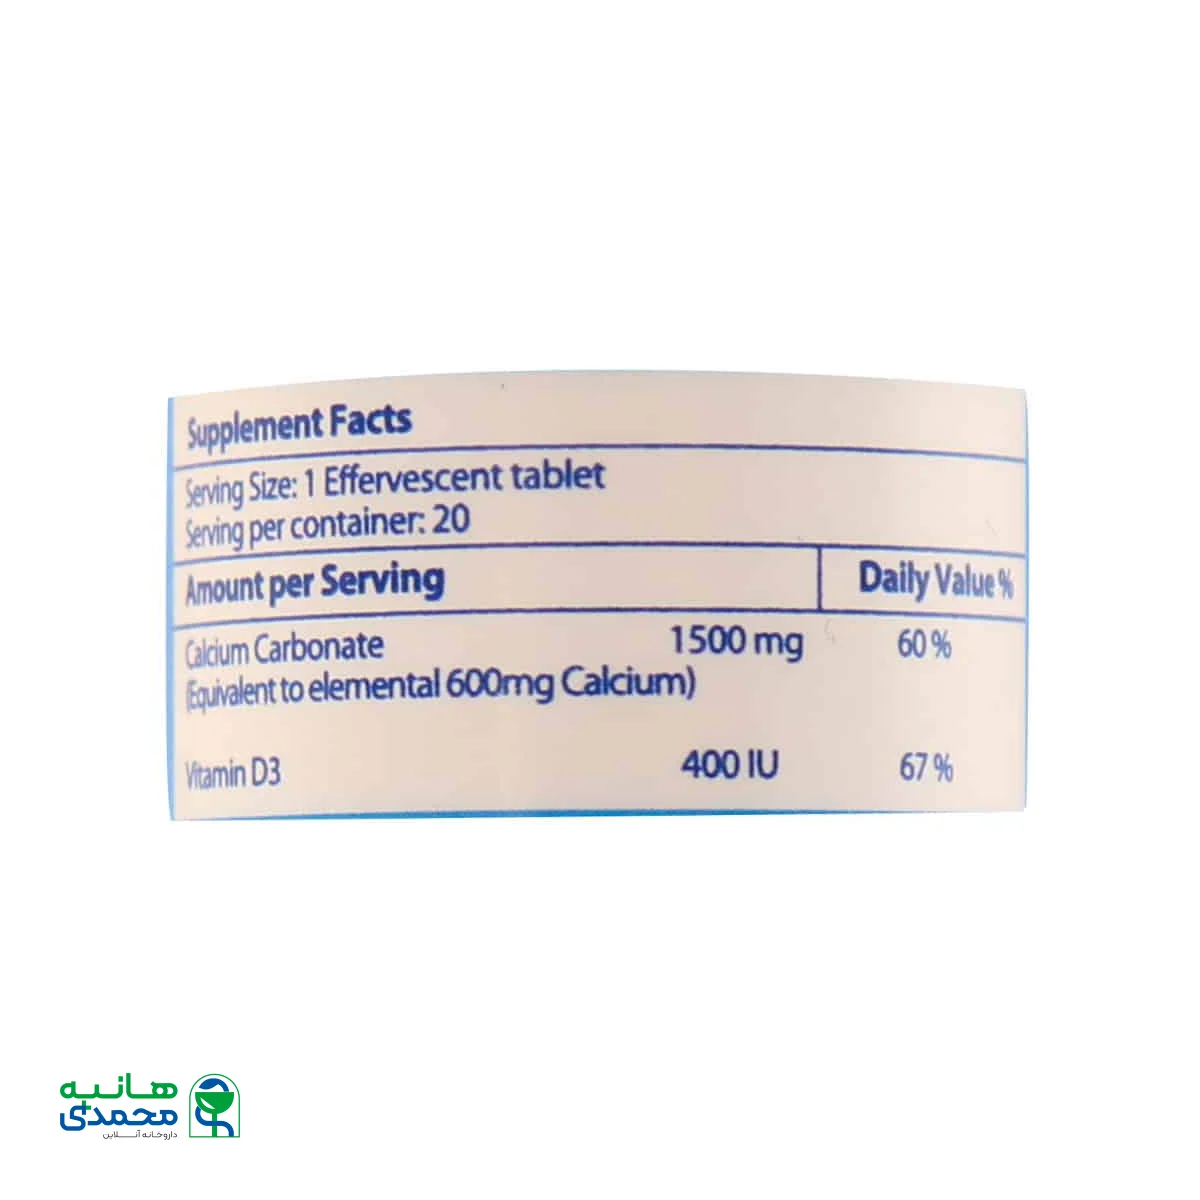 Supplement Facts
Serving Size: 1 Effervescent tablet
Serving per container: 20
Amount per Serving Daily Value %
Calcium Carbonate 1500 mg 60 %
(Equivalent to elemental 600mg Calcium)
Vitamin D3 400 IU 67 %
هانیه
محمدی
داروخانه آنلاین